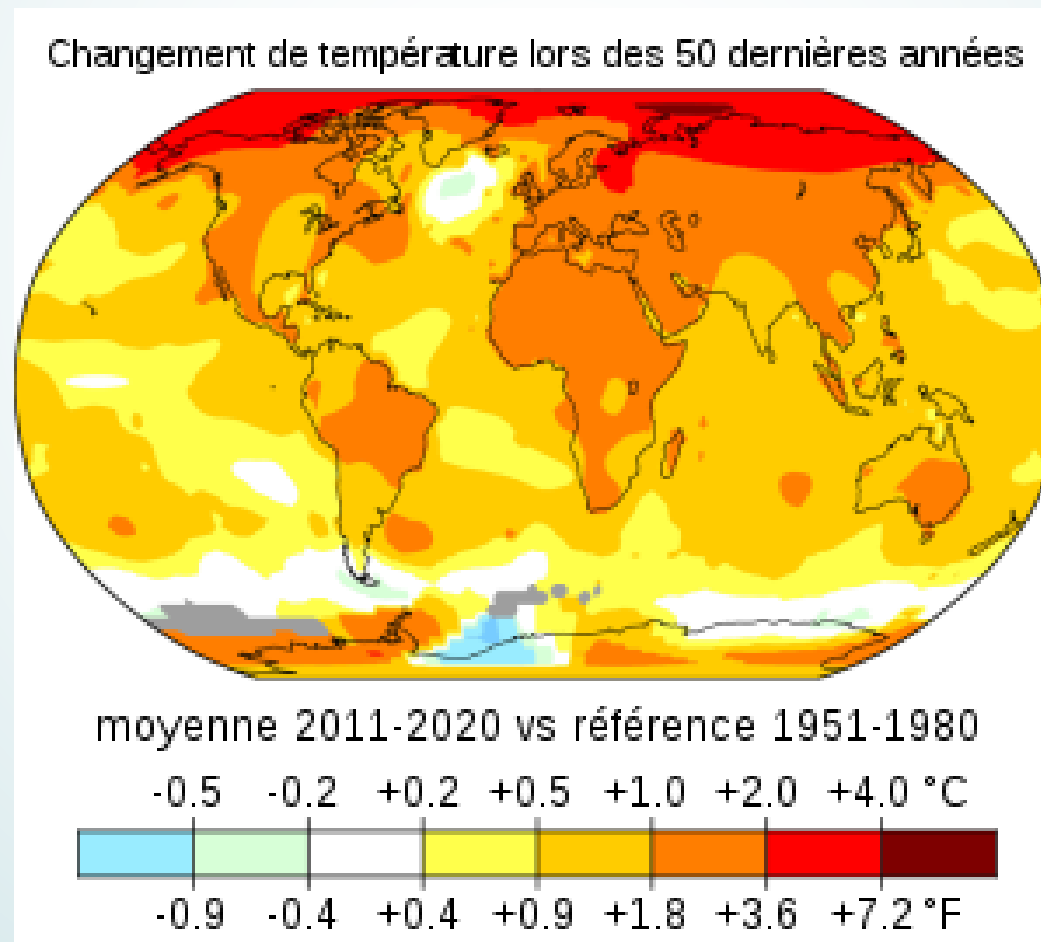 Changement de température lors des 50 dernières années
moyenne 2011-2020 vs référence 1951-1980
-0.5 -0.2 +0.2 +0.5 +1.0 +2.0 +4.0 °C
-0.9 -0.4 +0.4 +0.9 +1.8 +3.6 +7.2 °F